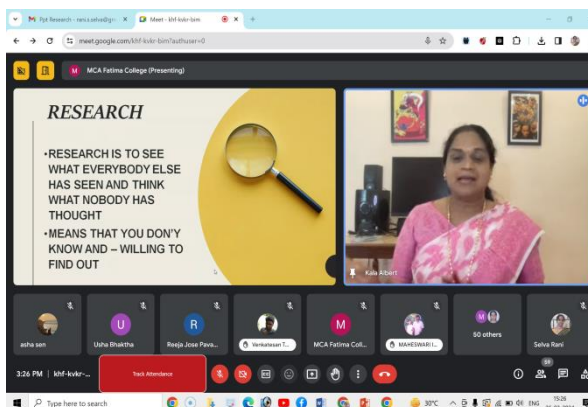 Ppt Research - resi.s.selva@gm
Meet - khf-kvkr-bim
meet.google.com/khf-kvkr-bim?authuser=0
M
MCA Fatima College (Presenting)
RESEARCH
•RESEARCH IS TO SEE
WHAT EVERYBODY ELSE
HAS SEEN AND THINK
WHAT NOBODY HAS
THOUGHT
•MEANS THAT YOU DON'Y
KNOW AND – WILLING TO
FIND OUT
Kala Albert
U
R
M
M
50 others
asha sen
Usha Bhaktha
Reeja Jose Pava...
Venkatesan T...
MCA Fatima Coll...
MAHESWARI I...
Selva Rani
3:26 PM | khf-kvkr-...
Track Attendance
59
Type here to search
30°C
ENG
15:26